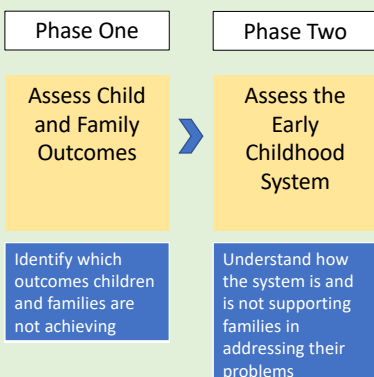 Phase One
Assess Child
and Family
Outcomes
Identify which
outcomes children
and families are
not achieving
Phase Two
Assess the
Early
Childhood
System
Understand how
the system is and
is not supporting
families in
addressing their
problems